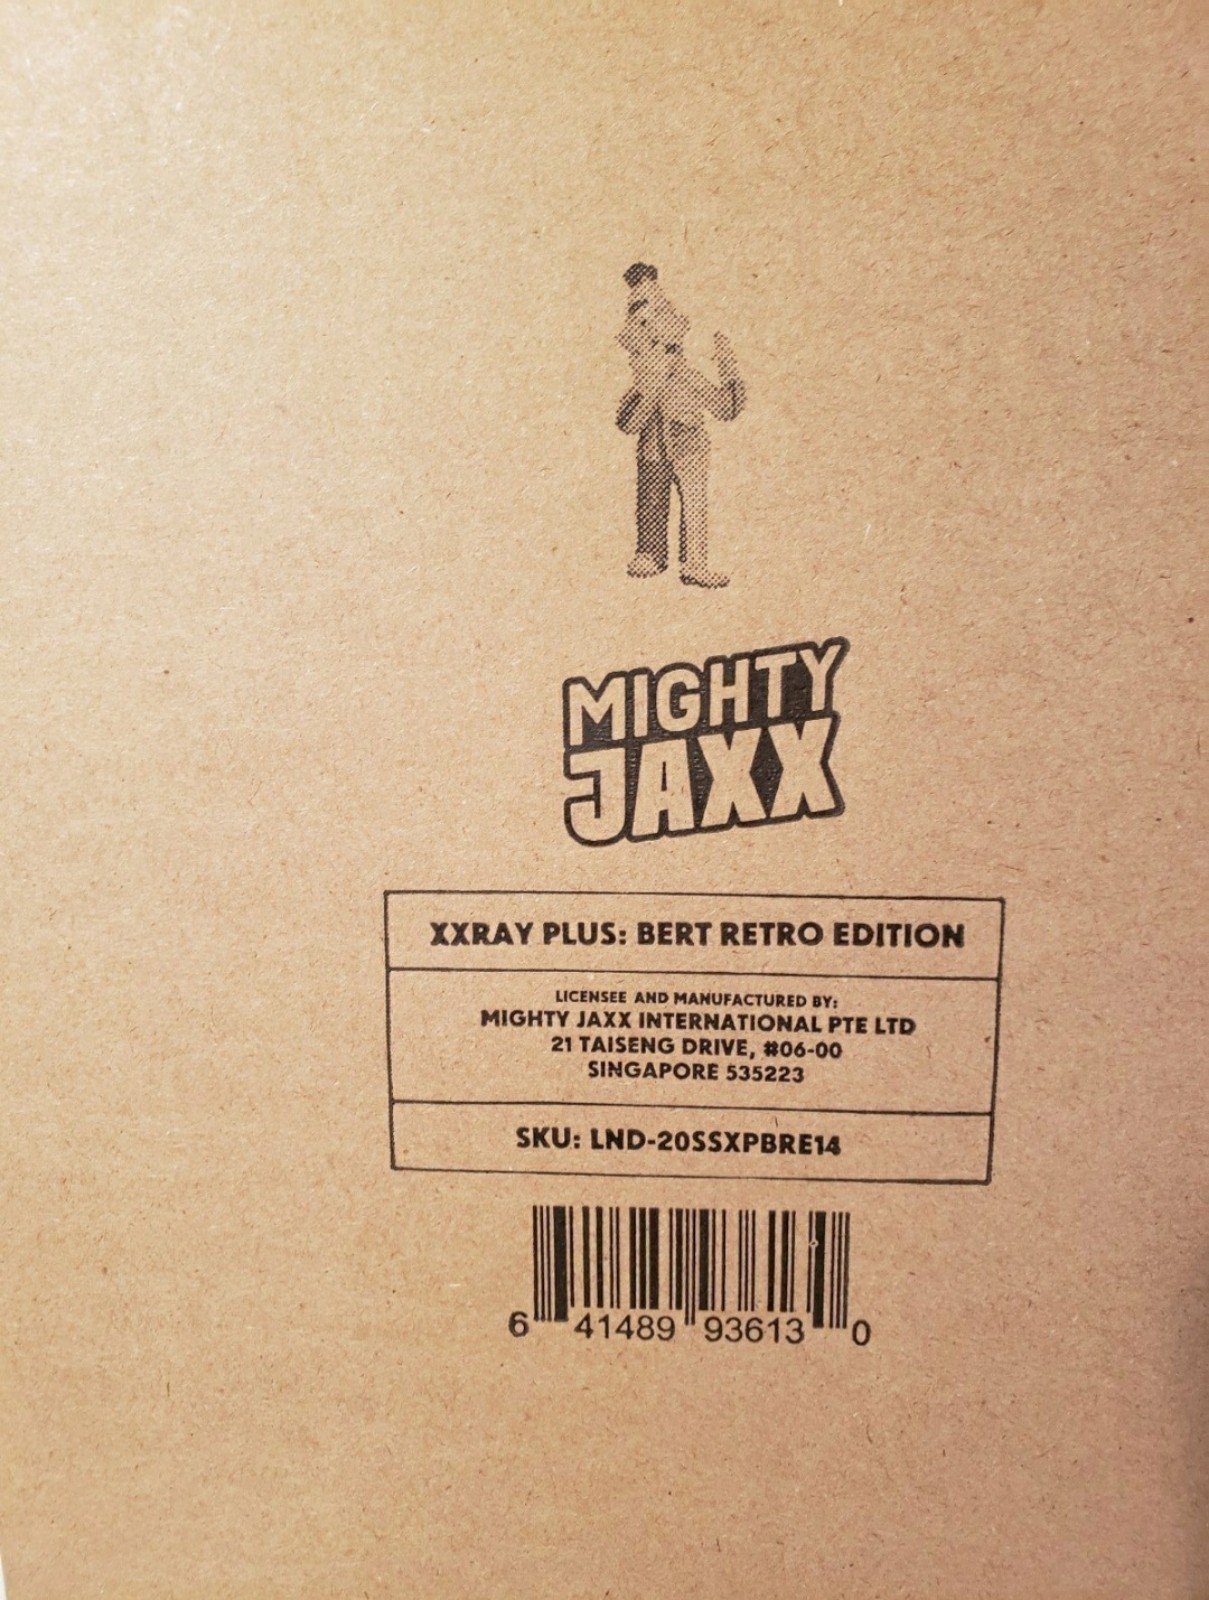 MIGHTY
JAXX
XXRAY PLUS: BERT RETRO EDITION
LICENSEE AND MANUFACTURED BY:
MIGHTY JAXX INTERNATIONAL PTE LTD
21 TAISENG DRIVE, #06-00
SINGAPORE 535223
SKU: LND-20SSXPBRE14
6 41489 93613 0